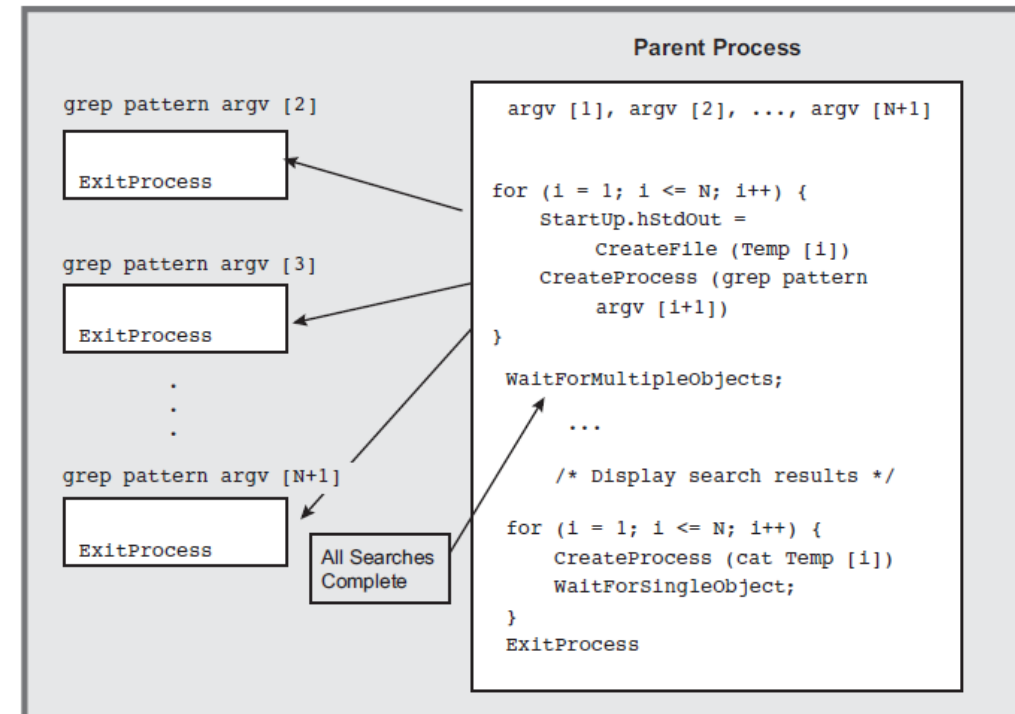 Parent Process
grep pattern argv [2]
ExitProcess
grep pattern argv [3]
ExitProcess
.
.
.
grep pattern argv [N+1]
ExitProcess
All Searches
Complete
argv [1], argv [2], ..., argv [N+1]
for (i = 1; i <= N; i++) {
StartUp.hStdOut =
CreateFile (Temp [i])
CreateProcess (grep pattern
argv [i+1])
}
WaitForMultipleObjects;
...
/* Display search results */
for (i = 1; i <= N; i++) {
CreateProcess (cat Temp [i])
WaitForSingleObject;
}
ExitProcess